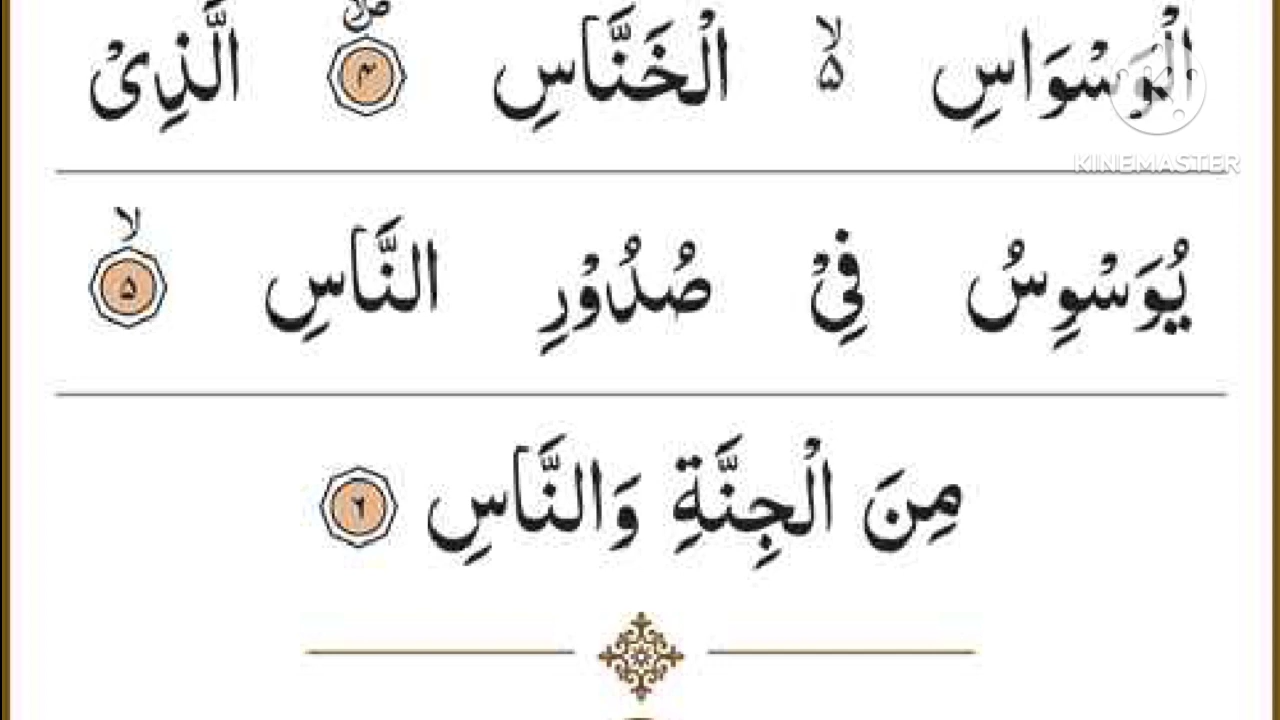 الْوَسْوَاسِ ۙ۵ الْخَنَّاسِ ۪ۙ ﴿۴﴾ الَّذِیْ
KINEMASTER
یُوَسْوِسُ فِیْ صُدُوْرِ النَّاسِ ۙ﴿۵﴾
مِنَ الْجِنَّةِ وَالنَّاسِ ﴿۶﴾